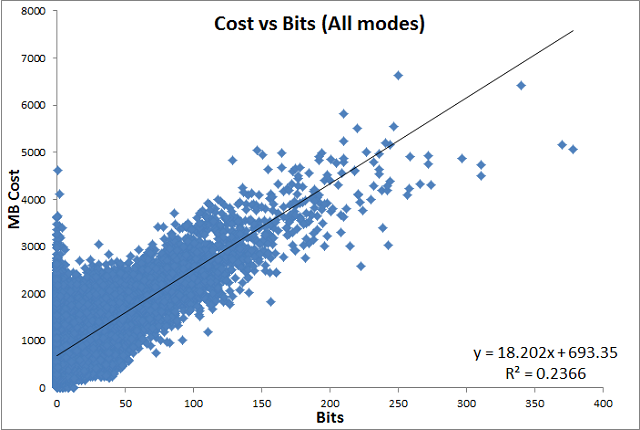 Cost vs Bits (All modes)
8000
7000
6000
5000
4000
3000
2000
1000
0
MB Cost
y = 18.202x + 693.35
R² = 0.2366
0 50 100 150 200 250 300 350 400
Bits